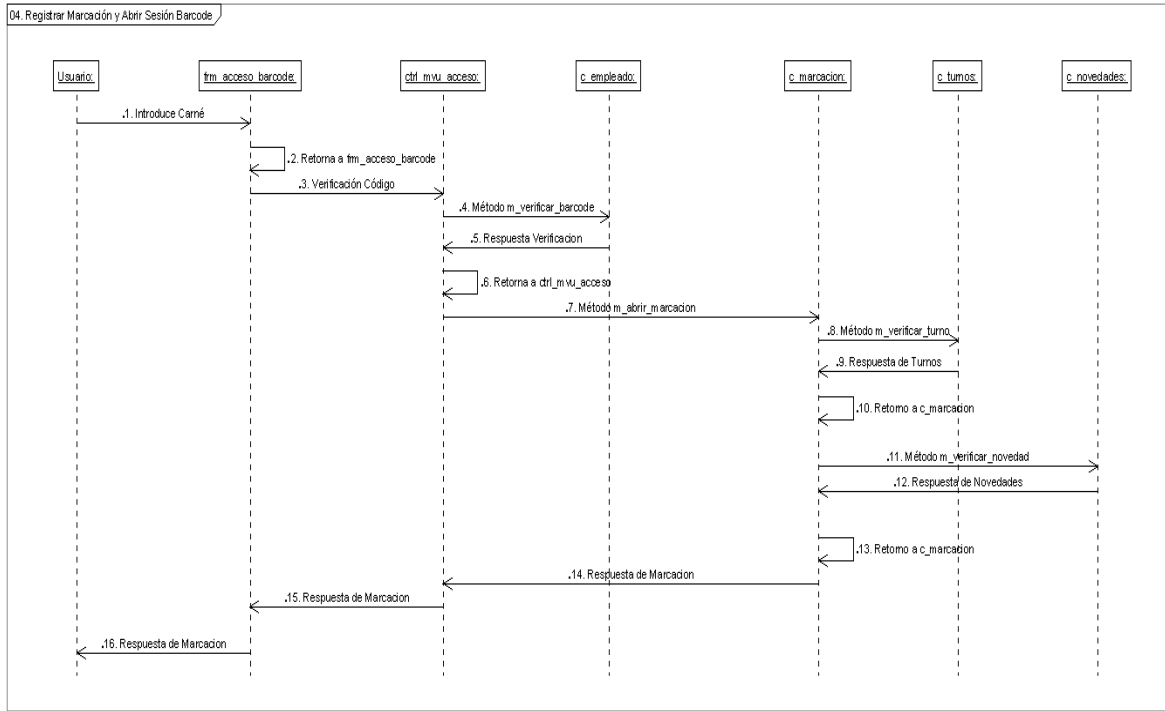 04. Registrar Marcación y Abrir Sesión Barcode
Usuario:
frm_acceso_barcode:
ctrl_mvu_acceso:
c_empleado:
c_marcacion:
c_turnos:
c_novedades:
.1. Introduce Carné
.2. Retorna a frm_acceso_barcode
.3. Verificación Código
.4. Método m_verificar_barcode
.5. Respuesta Verificacion
.6. Retorna a ctrl_mvu_acceso
.7. Método m_abrir_marcacion
.8. Método m_verificar_turno
.9. Respuesta de Turnos
.10. Retorno a c_marcacion
.11. Método m_verificar_novedad
.12. Respuesta de Novedades
.13. Retorno a c_marcacion
.14. Respuesta de Marcacion
.15. Respuesta de Marcacion
.16. Respuesta de Marcacion